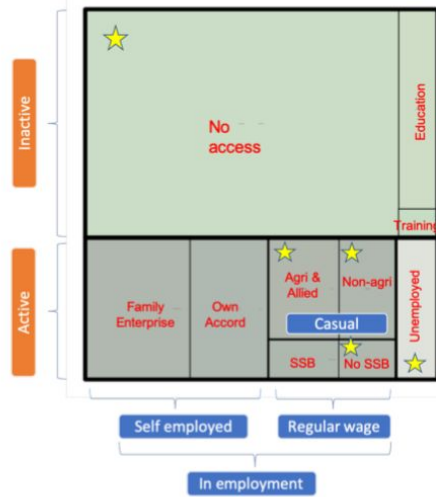 Inactive
No
access
Education
Training
Active
Family
Enterprise
Own
Accord
Agri &
Allied
Non-agri
Casual
SSB
No SSB
Unemployed
Self employed
Regular wage
In employment